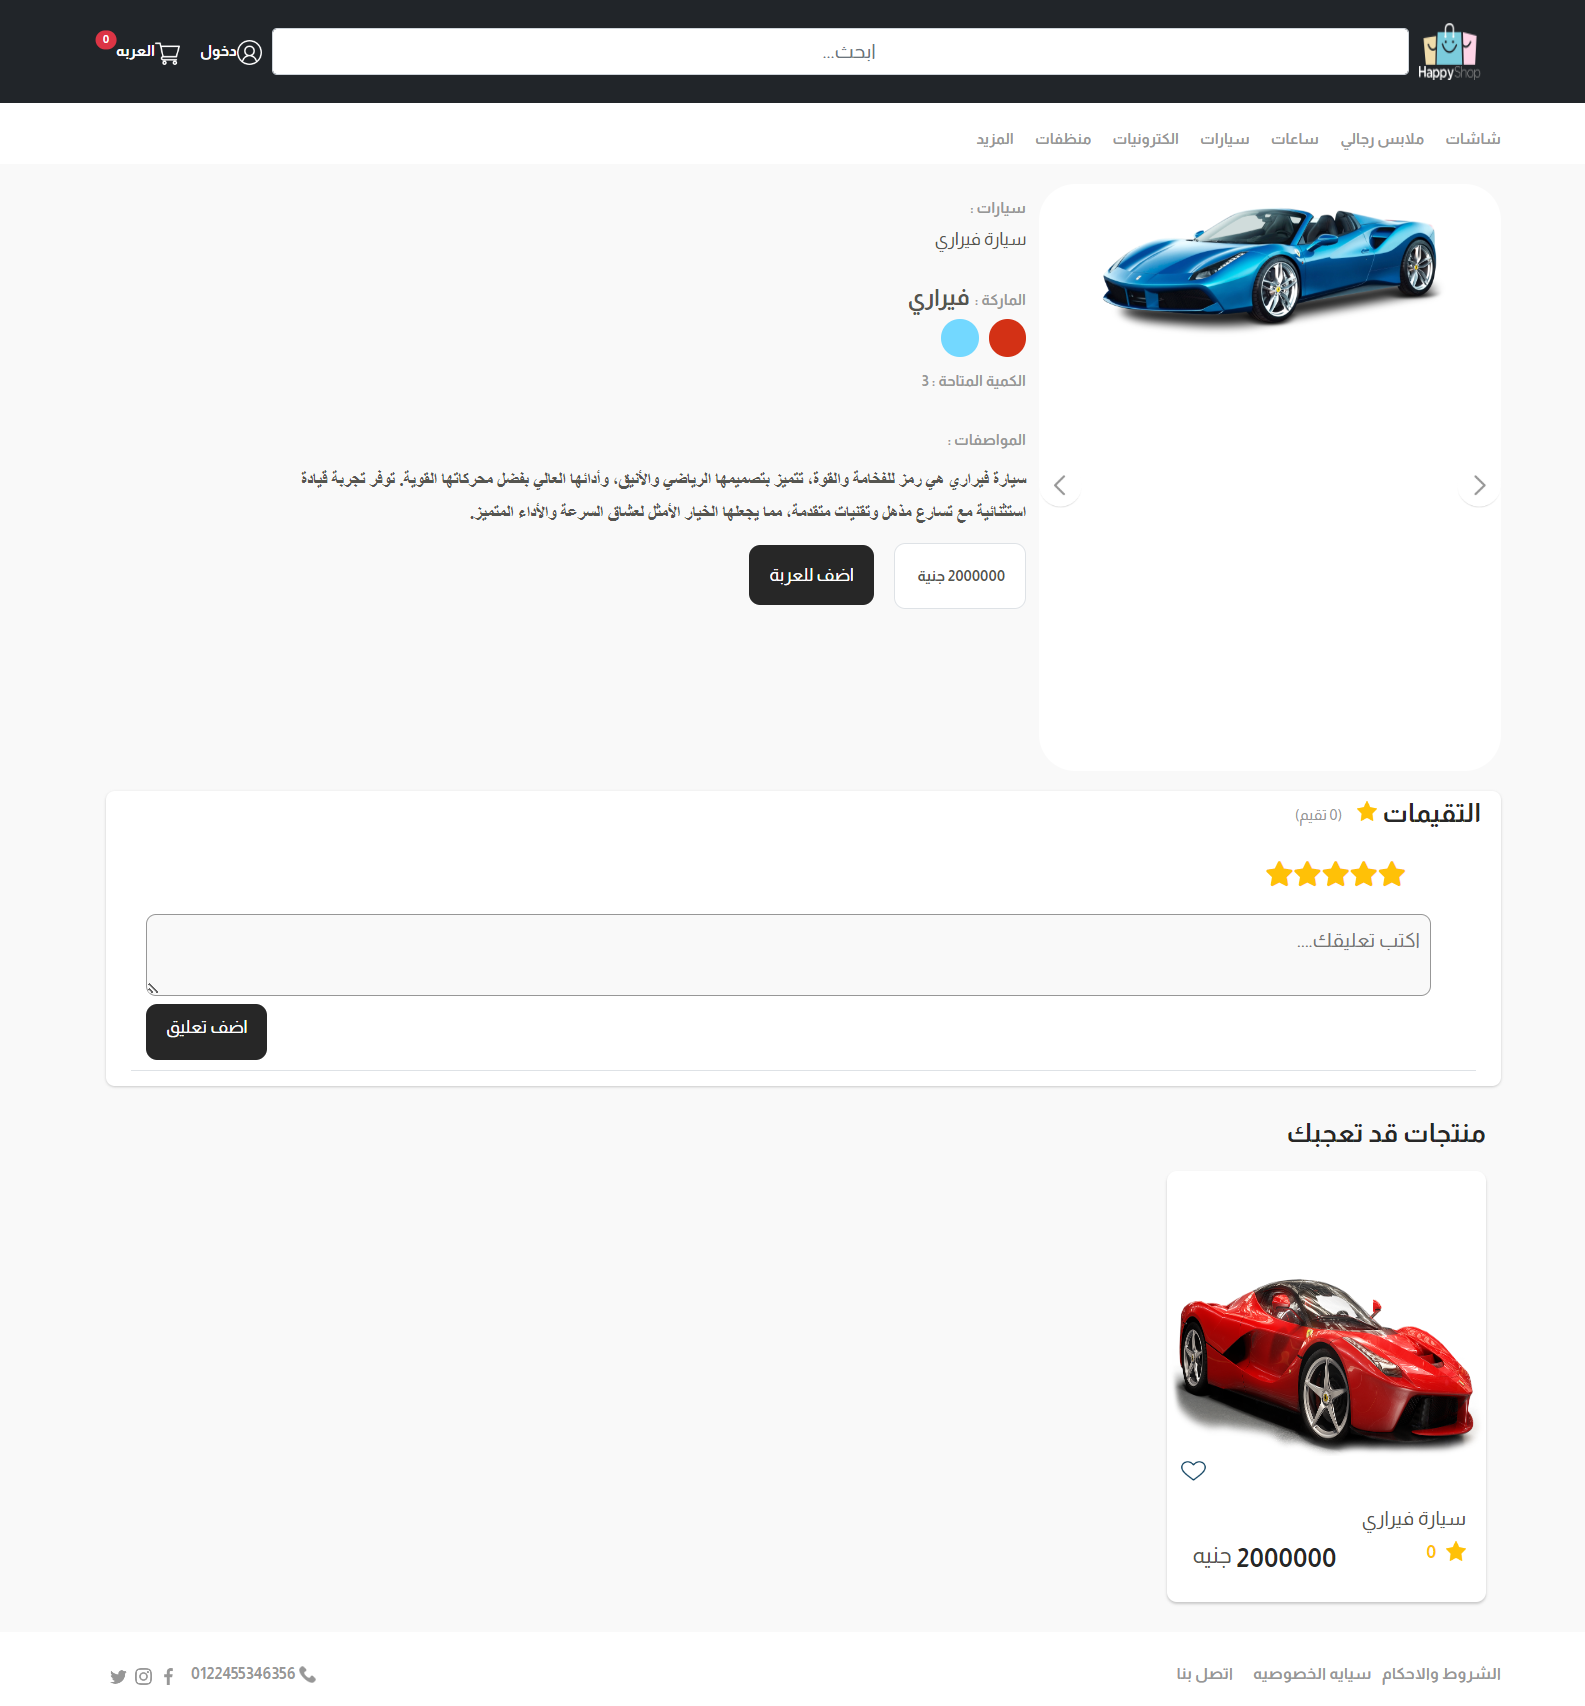 HappyShop
ابحث...
دخول
العربه
0
شاشات ملابس رجالي ساعات سيارات الكترونيات منظفات المزيد
سيارات :
سيارة فيراري
الماركة : فيراري
الكمية المتاحة : 3
المواصفات :
سيارة فيراري هي رمز للفخامة والقوة، تتميز بتصميمها الرياضي والأنيق، وأدائها العالي بفضل محركاتها القوية. توفر تجربة قيادة
استثنائية مع تسارع مذهل وتقنيات متقدمة، مما يجعلها الخيار الأمثل لعشاق السرعة والأداء المتميز.
2000000 جنية
اضف للعربة
التقيمات (0 تقيم)
اكتب تعليقك....
اضف تعليق
منتجات قد تعجبك
سيارة فيراري
0
2000000 جنيه
الشروط والاحكام سيايه الخصوصيه اتصل بنا
0122455346356